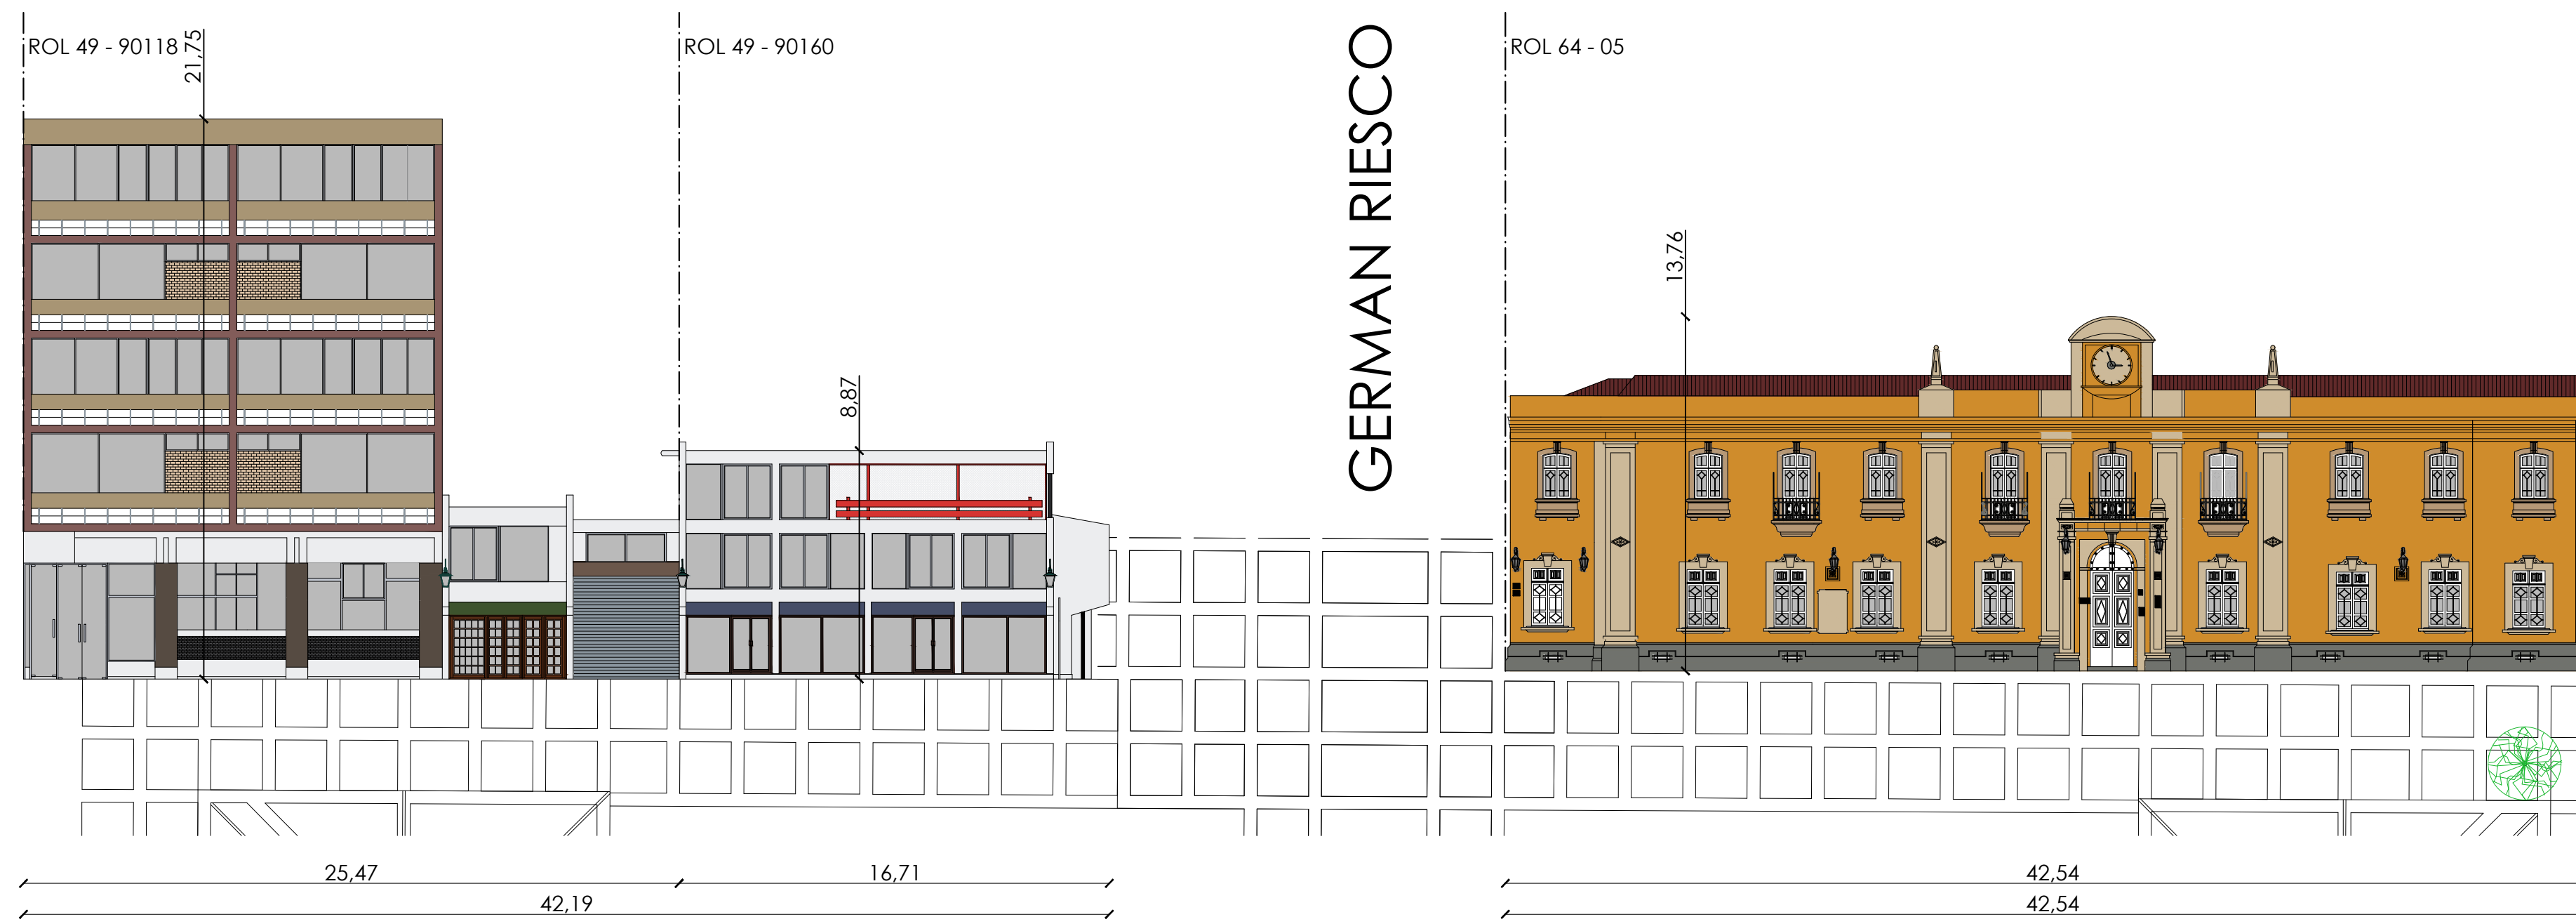 ROL 49 - 90118
21,75
ROL 49 - 90160
8,87
GERMAN RIESCO
ROL 64 - 05
13,76
25,47
16,71
42,54
42,19
42,54